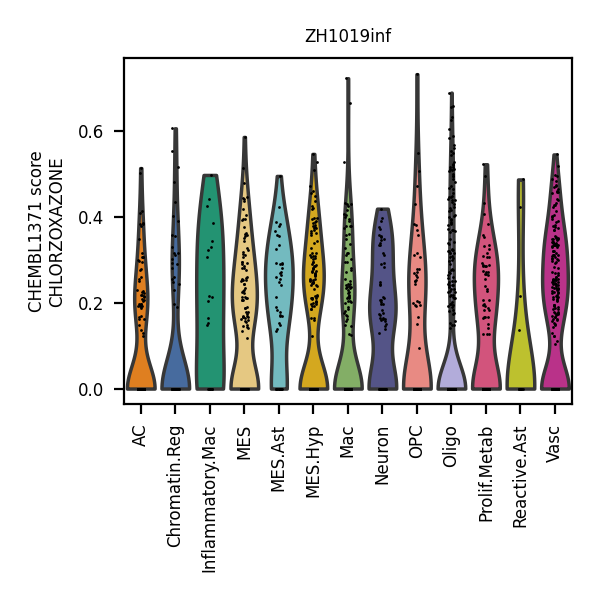 ZH1019inf
CHEMBL1371 score
CHLORZOXAZONE
0.6
0.4
0.2
0.0
AC
Chromatin.Reg
Inflammatory.Mac
MES
MES.Ast
MES.Hyp
Mac
Neuron
OPC
Oligo
Prolif.Metab
Reactive.Ast
Vasc